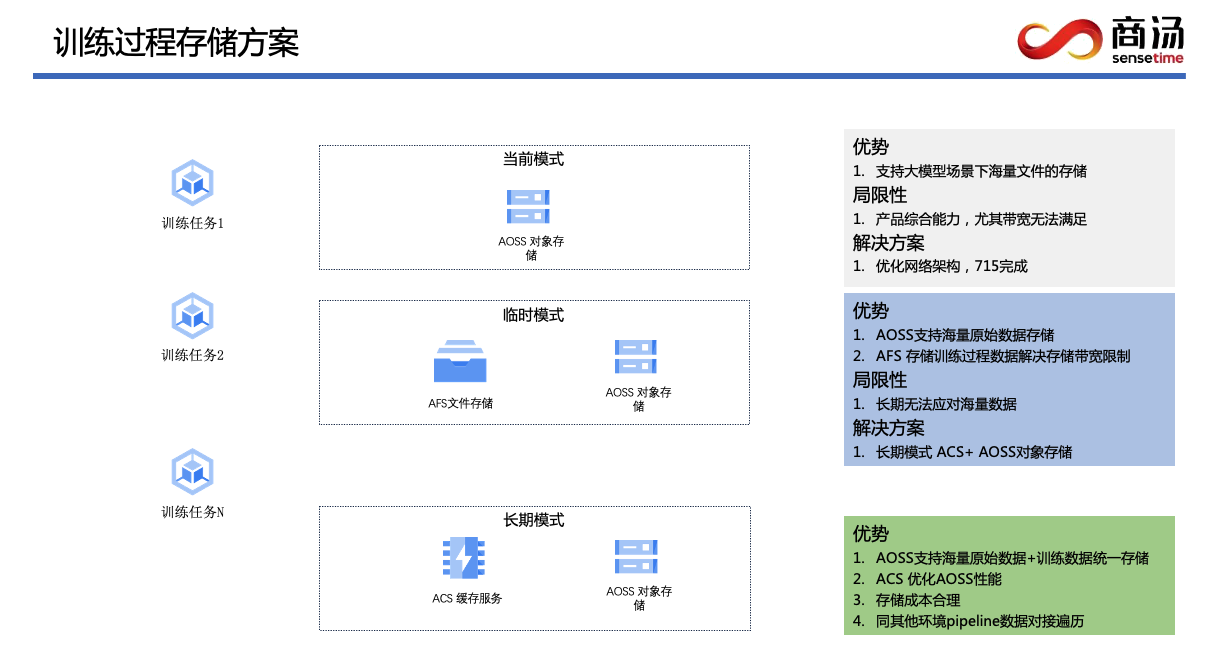 训练过程存储方案
商汤
sensetime
训练任务1
训练任务2
训练任务N
当前模式
AOSS 对象存
储
临时模式
AFS文件存储
AOSS 对象存
储
长期模式
ACS 缓存服务
AOSS 对象存
储
优势
1. 支持大模型场景下海量文件的存储
局限性
1. 产品综合能力，尤其带宽无法满足
解决方案
1. 优化网络架构，715完成
优势
1. AOSS支持海量原始数据存储
2. AFS 存储训练过程数据解决存储带宽限制
局限性
1. 长期无法应对海量数据
解决方案
1. 长期模式 ACS+ AOSS对象存储
优势
1. AOSS支持海量原始数据+训练数据统一存储
2. ACS 优化AOSS性能
3. 存储成本合理
4. 同其他环境pipeline数据对接遍历